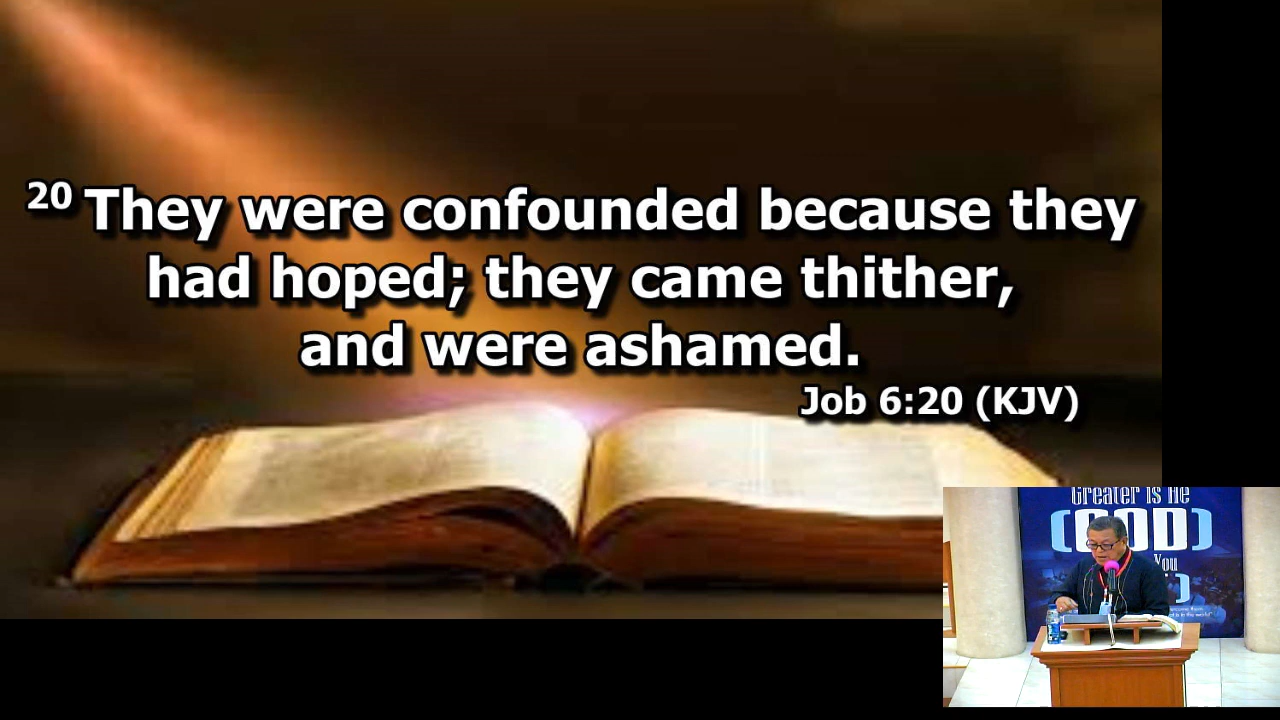 20 They were confounded because they
had hoped; they came thither,
and were ashamed.
Job 6:20 (KJV)
Greater is He
(GOD)
You